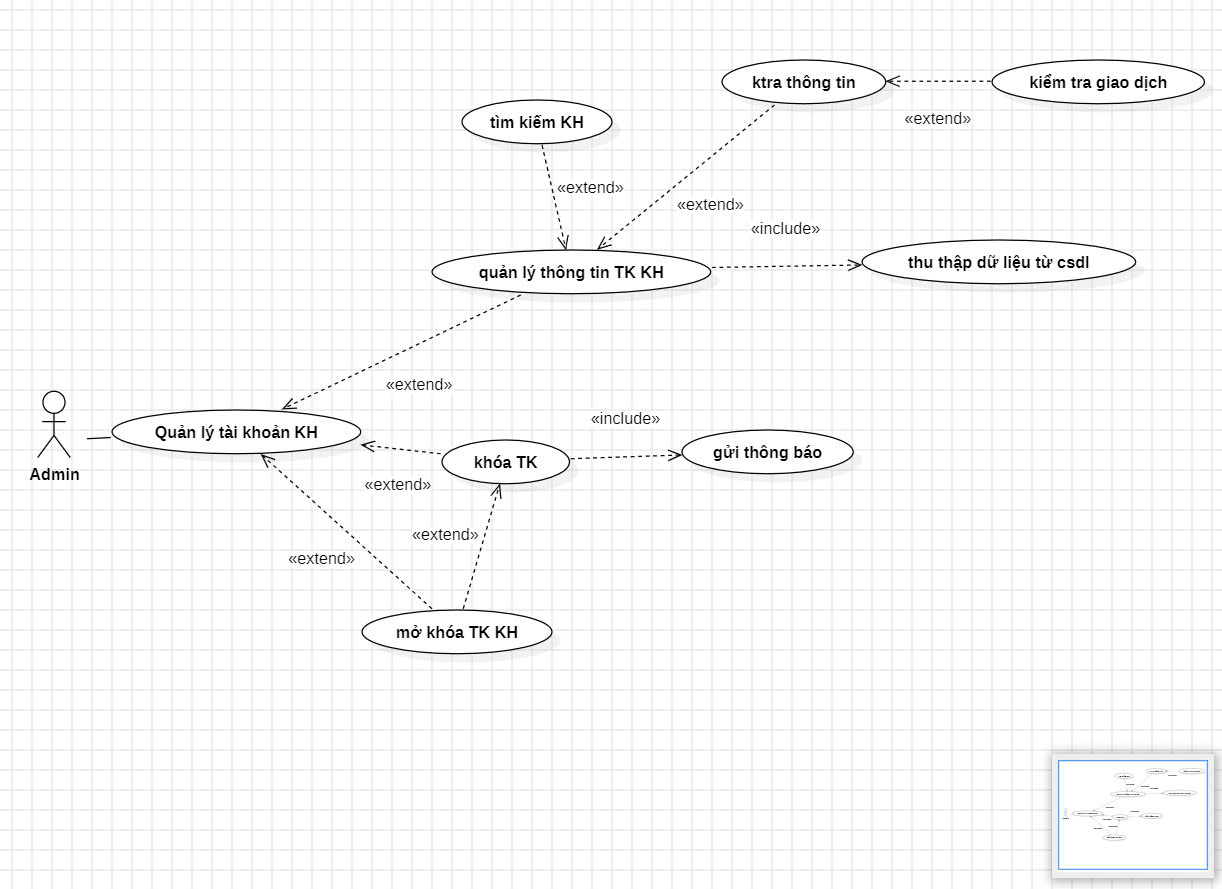 ktra thông tin
kiểm tra giao dịch
«extend»
tìm kiếm KH
«extend»
«extend»
«include»
quản lý thông tin TK KH
thu thập dữ liệu từ csdl
«extend»
«include»
Quản lý tài khoản KH
khóa TK
gửi thông báo
Admin
«extend»
«extend»
«extend»
mở khóa TK KH